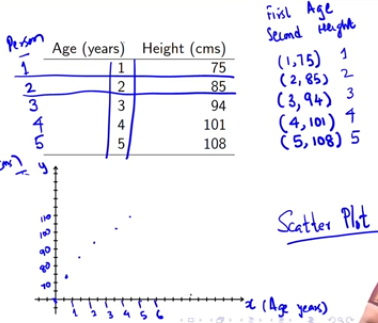 First Age
Second Height
Person Age (years) Height (cms)
1 1 75
2 2 85
3 3 94
4 4 101
5 5 108
(1,75) 1
(2,85) 2
(3,94) 3
(4,101) 4
(5,108) 5
y
110
100
90
80
70
1 2 3 4 5 6
x (Age years)
Scatter Plot